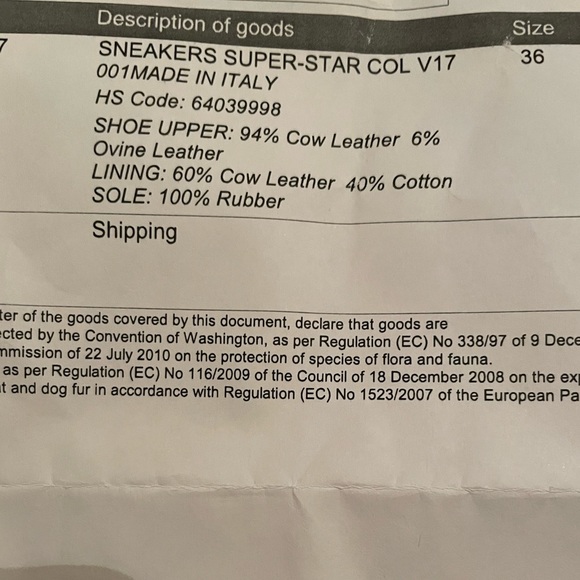 Description of goods Size
7 SNEAKERS SUPER-STAR COL V17 36
001MADE IN ITALY
HS Code: 64039998
SHOE UPPER: 94% Cow Leather 6%
Ovine Leather
LINING: 60% Cow Leather 40% Cotton
SOLE: 100% Rubber
Shipping
ter of the goods covered by this document, declare that goods are
ected by the Convention of Washington, as per Regulation (EC) No 338/97 of 9 Dece
mmission of 22 July 2010 on the protection of species of flora and fauna.
as per Regulation (EC) No 116/2009 of the Council of 18 December 2008 on the exp
t and dog fur in accordance with Regulation (EC) No 1523/2007 of the European Pa